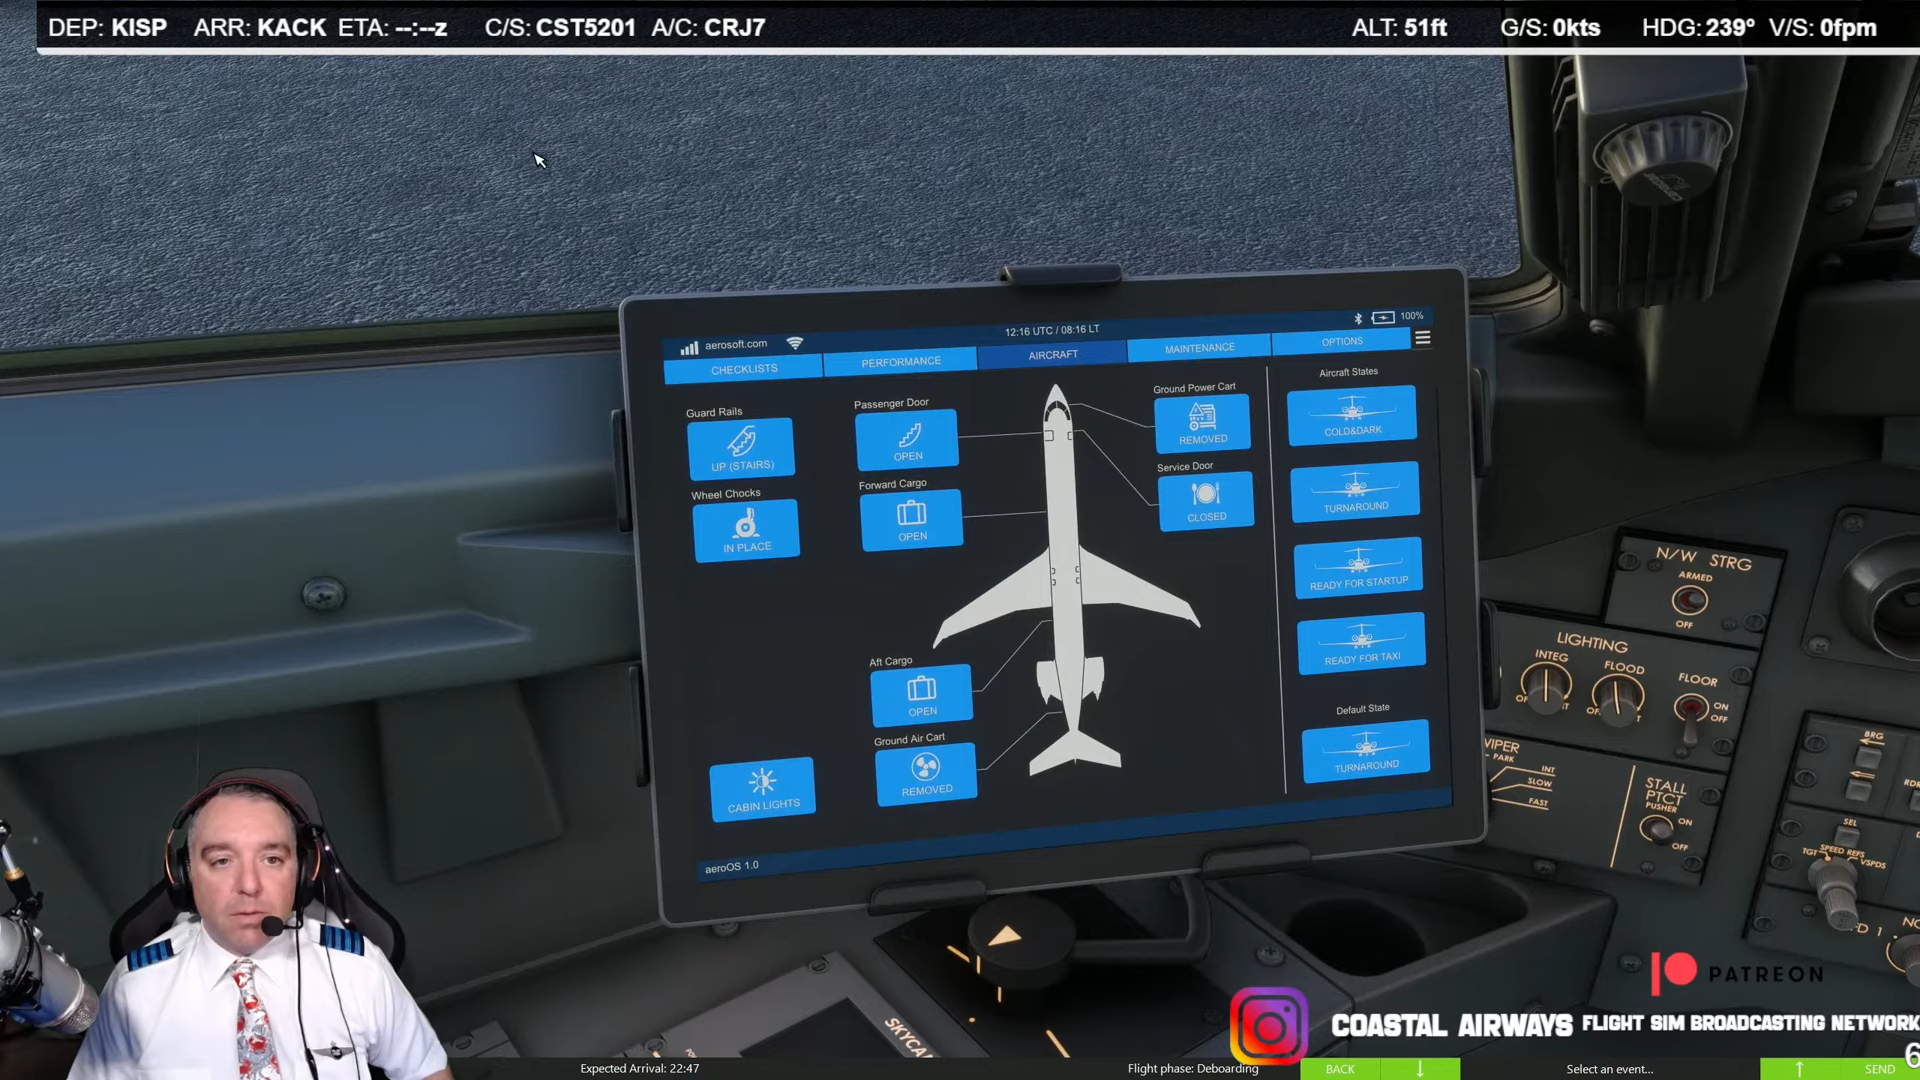 DEP: KISP ARR: KACK ETA: --:--z C/S: CST5201 A/C: CRJ7 ALT: 51ft G/S: 0kts HDG: 239° V/S: 0fpm
aerosoft.com 12:16 UTC / 08:16 LT 100%
CHECKLISTS PERFORMANCE AIRCRAFT MAINTENANCE OPTIONS
Guard Rails
UP (STAIRS)
Wheel Chocks
IN PLACE
Passenger Door
OPEN
Forward Cargo
OPEN
Aft Cargo
OPEN
Ground Air Cart
REMOVED
CABIN LIGHTS
Ground Power Cart
REMOVED
Service Door
CLOSED
Aircraft States
COLD&DARK
TURNAROUND
READY FOR STARTUP
READY FOR TAXI
Default State
TURNAROUND
aeroOS 1.0
N/W STRG
ARMED
OFF
LIGHTING
INTEG FLOOD FLOOR
ON
OFF
PARK
INT
SLOW
FAST
STALL
PTCT
PUSHER
ON
OFF
BRG
SEL
SPEED REFS
TGT VSPDS
PATREON
COASTAL AIRWAYS FLIGHT SIM BROADCASTING NETWORK
Expected Arrival: 22:47 Flight phase: Deboarding BACK ↓ Select an event... ↑ SEND